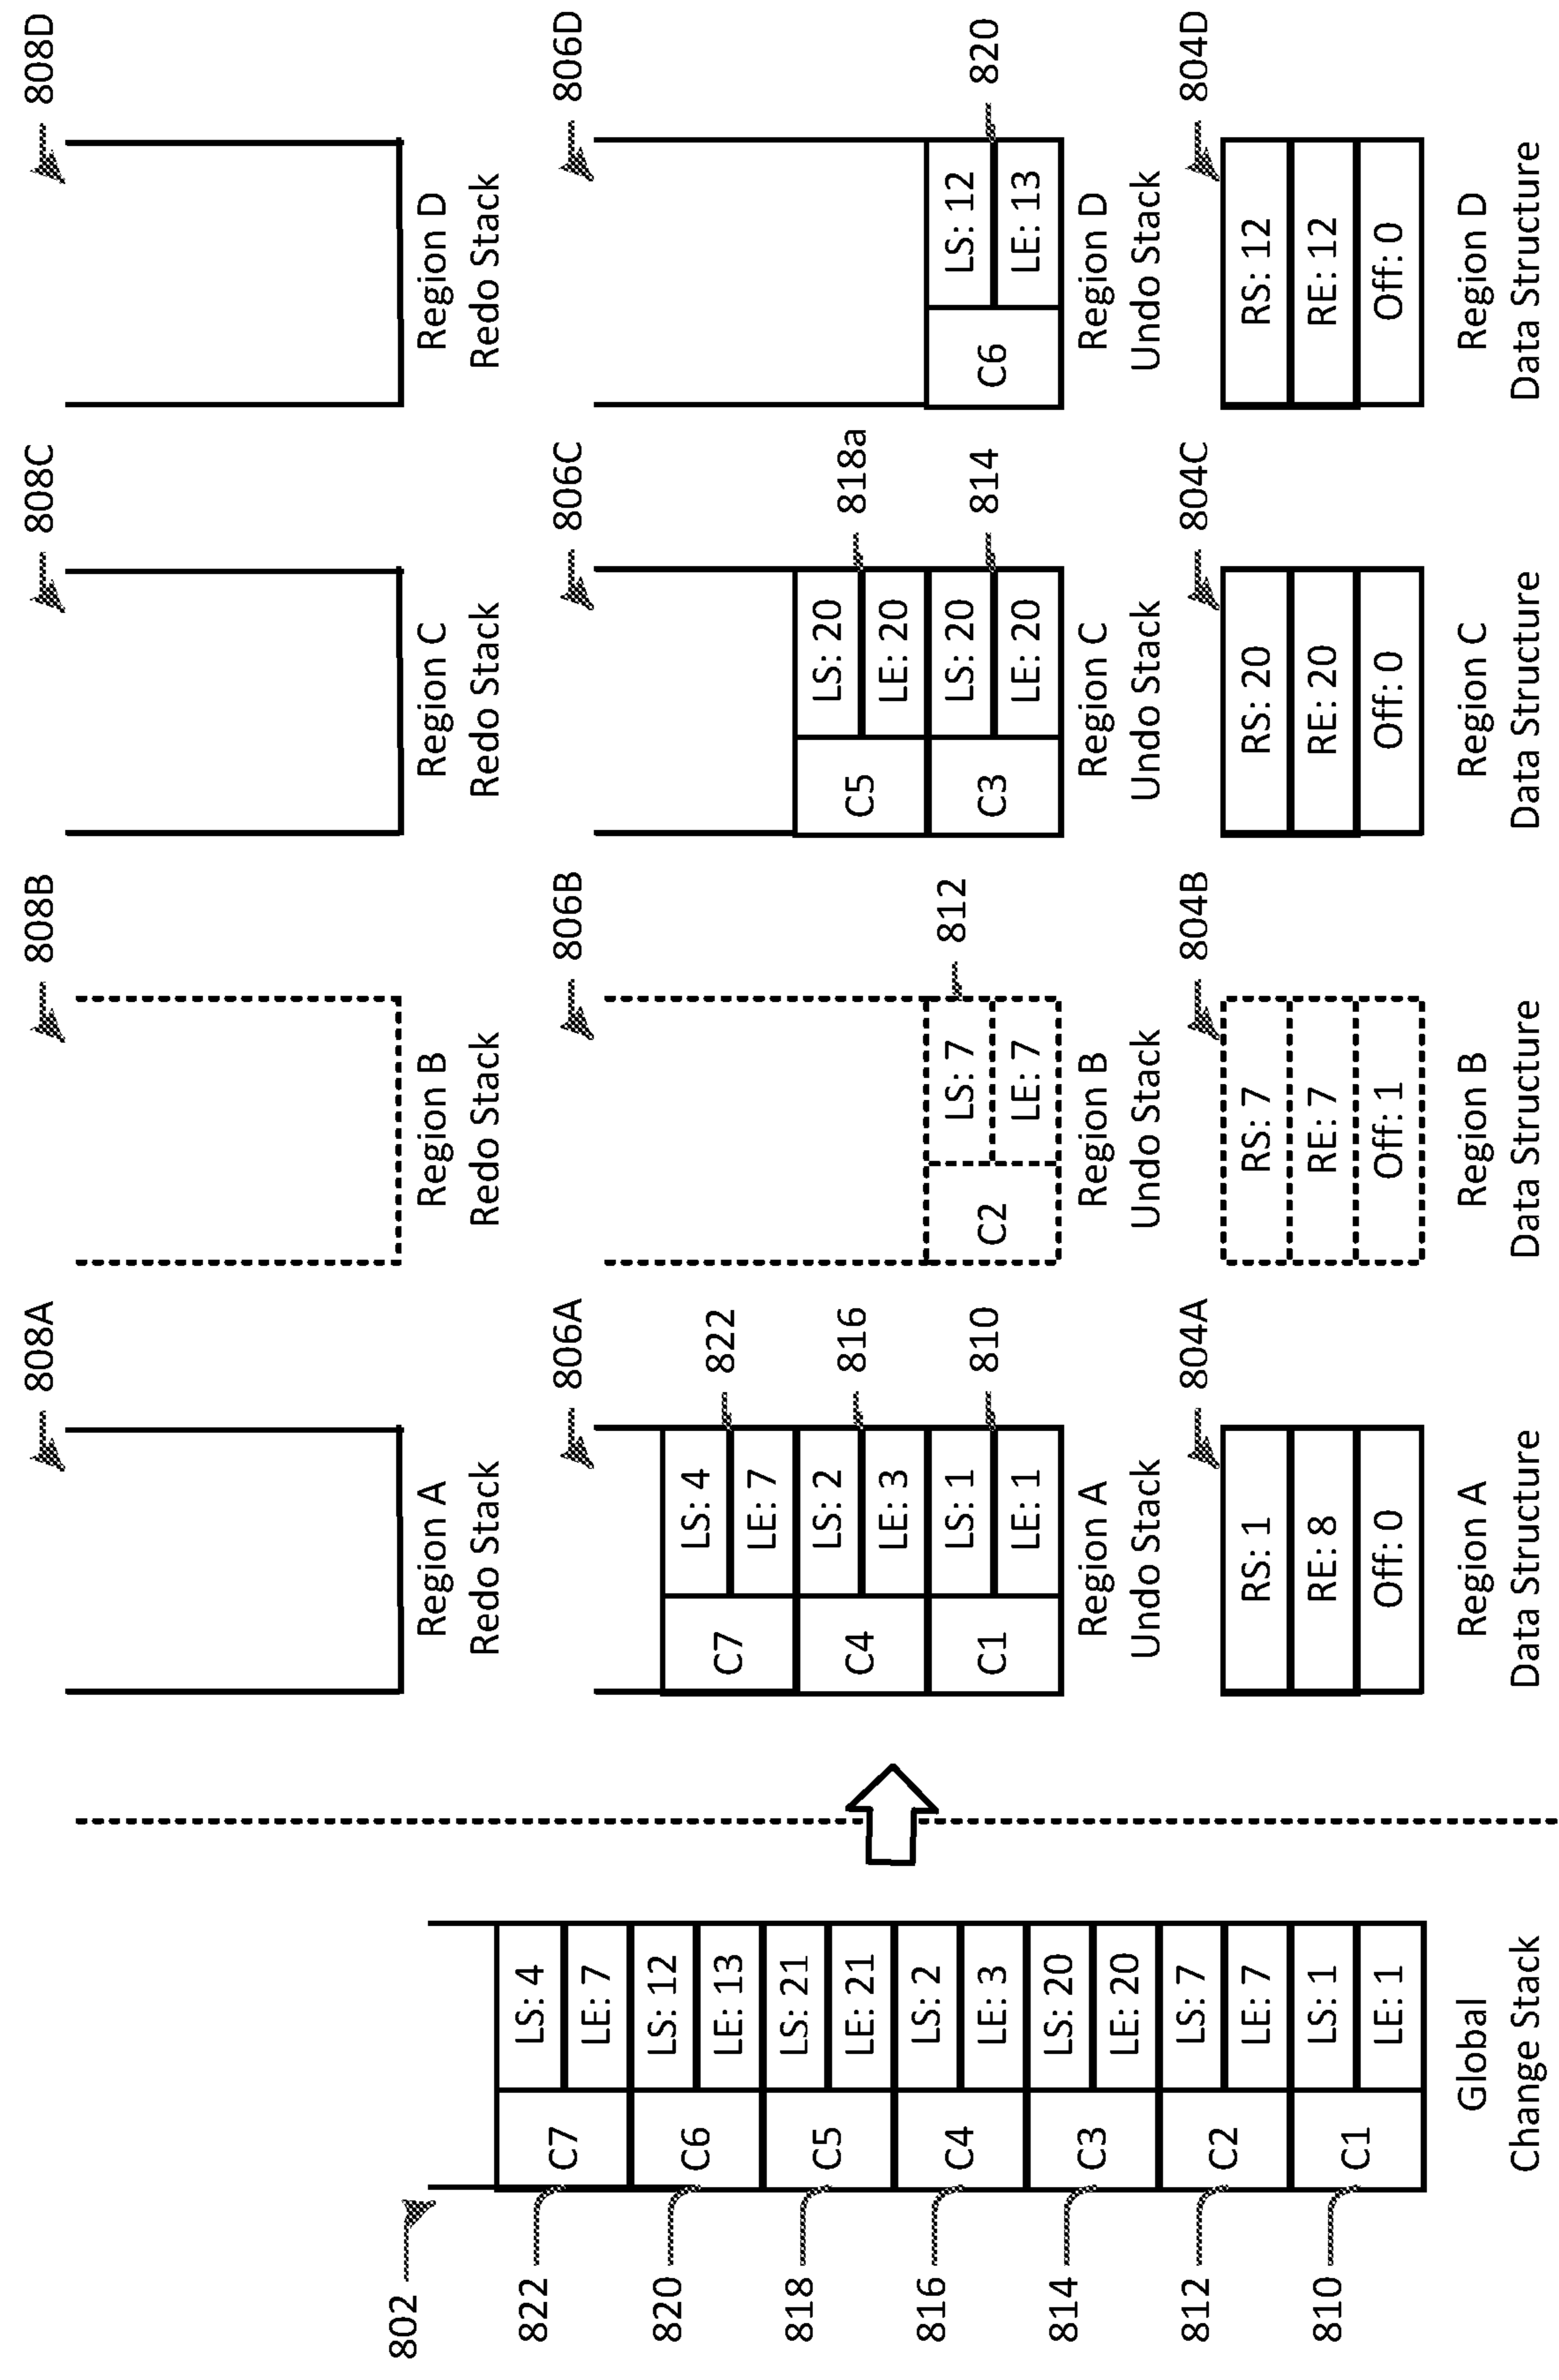 808A
808B
808C
808D
Region A
Redo Stack
Region B
Redo Stack
Region C
Redo Stack
Region D
Redo Stack
802
822
820
818
816
814
812
810
C7
LS: 4
LE: 7
C6
LS: 12
LE: 13
C5
LS: 21
LE: 21
C4
LS: 2
LE: 3
C3
LS: 20
LE: 20
C2
LS: 7
LE: 7
C1
LS: 1
LE: 1
Global
Change Stack
806A
C7
LS: 4
LE: 7
822
C4
LS: 2
LE: 3
816
C1
LS: 1
LE: 1
810
Region A
Undo Stack
806B
C2
LS: 7
LE: 7
812
Region B
Undo Stack
806C
C5
LS: 20
LE: 20
818a
C3
LS: 20
LE: 20
814
Region C
Undo Stack
806D
C6
LS: 12
LE: 13
820
Region D
Undo Stack
804A
RS: 1
RE: 8
Off: 0
Region A
Data Structure
804B
RS: 7
RE: 7
Off: 1
Region B
Data Structure
804C
RS: 20
RE: 20
Off: 0
Region C
Data Structure
804D
RS: 12
RE: 12
Off: 0
Region D
Data Structure